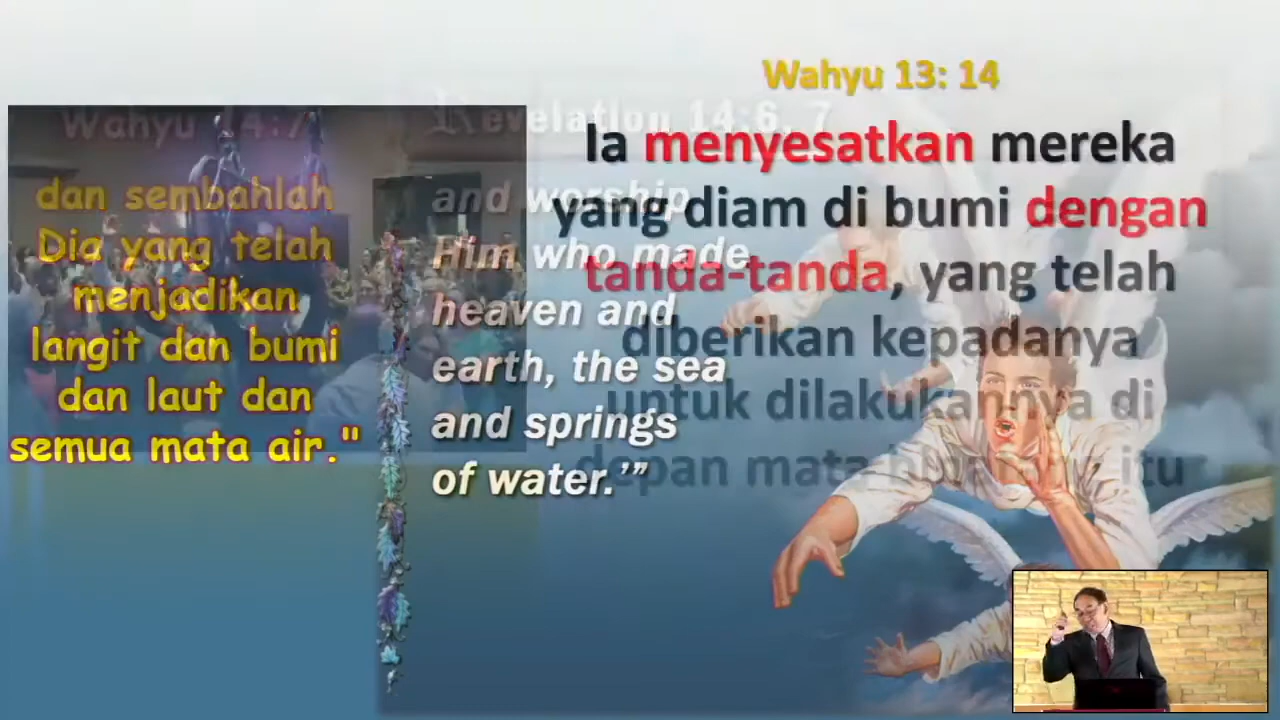 Wahyu 14:7
dan sembahlah
Dia yang telah
menjadikan
langit dan bumi
dan laut dan
semua mata air."
Revelation 14:6, 7
and worship
Him who made
heaven and
earth, the sea
and springs
of water.’”
Wahyu 13: 14
Ia menyesatkan mereka
yang diam di bumi dengan
tanda-tanda, yang telah
diberikan kepadanya
untuk dilakukannya di
depan mata binatang itu